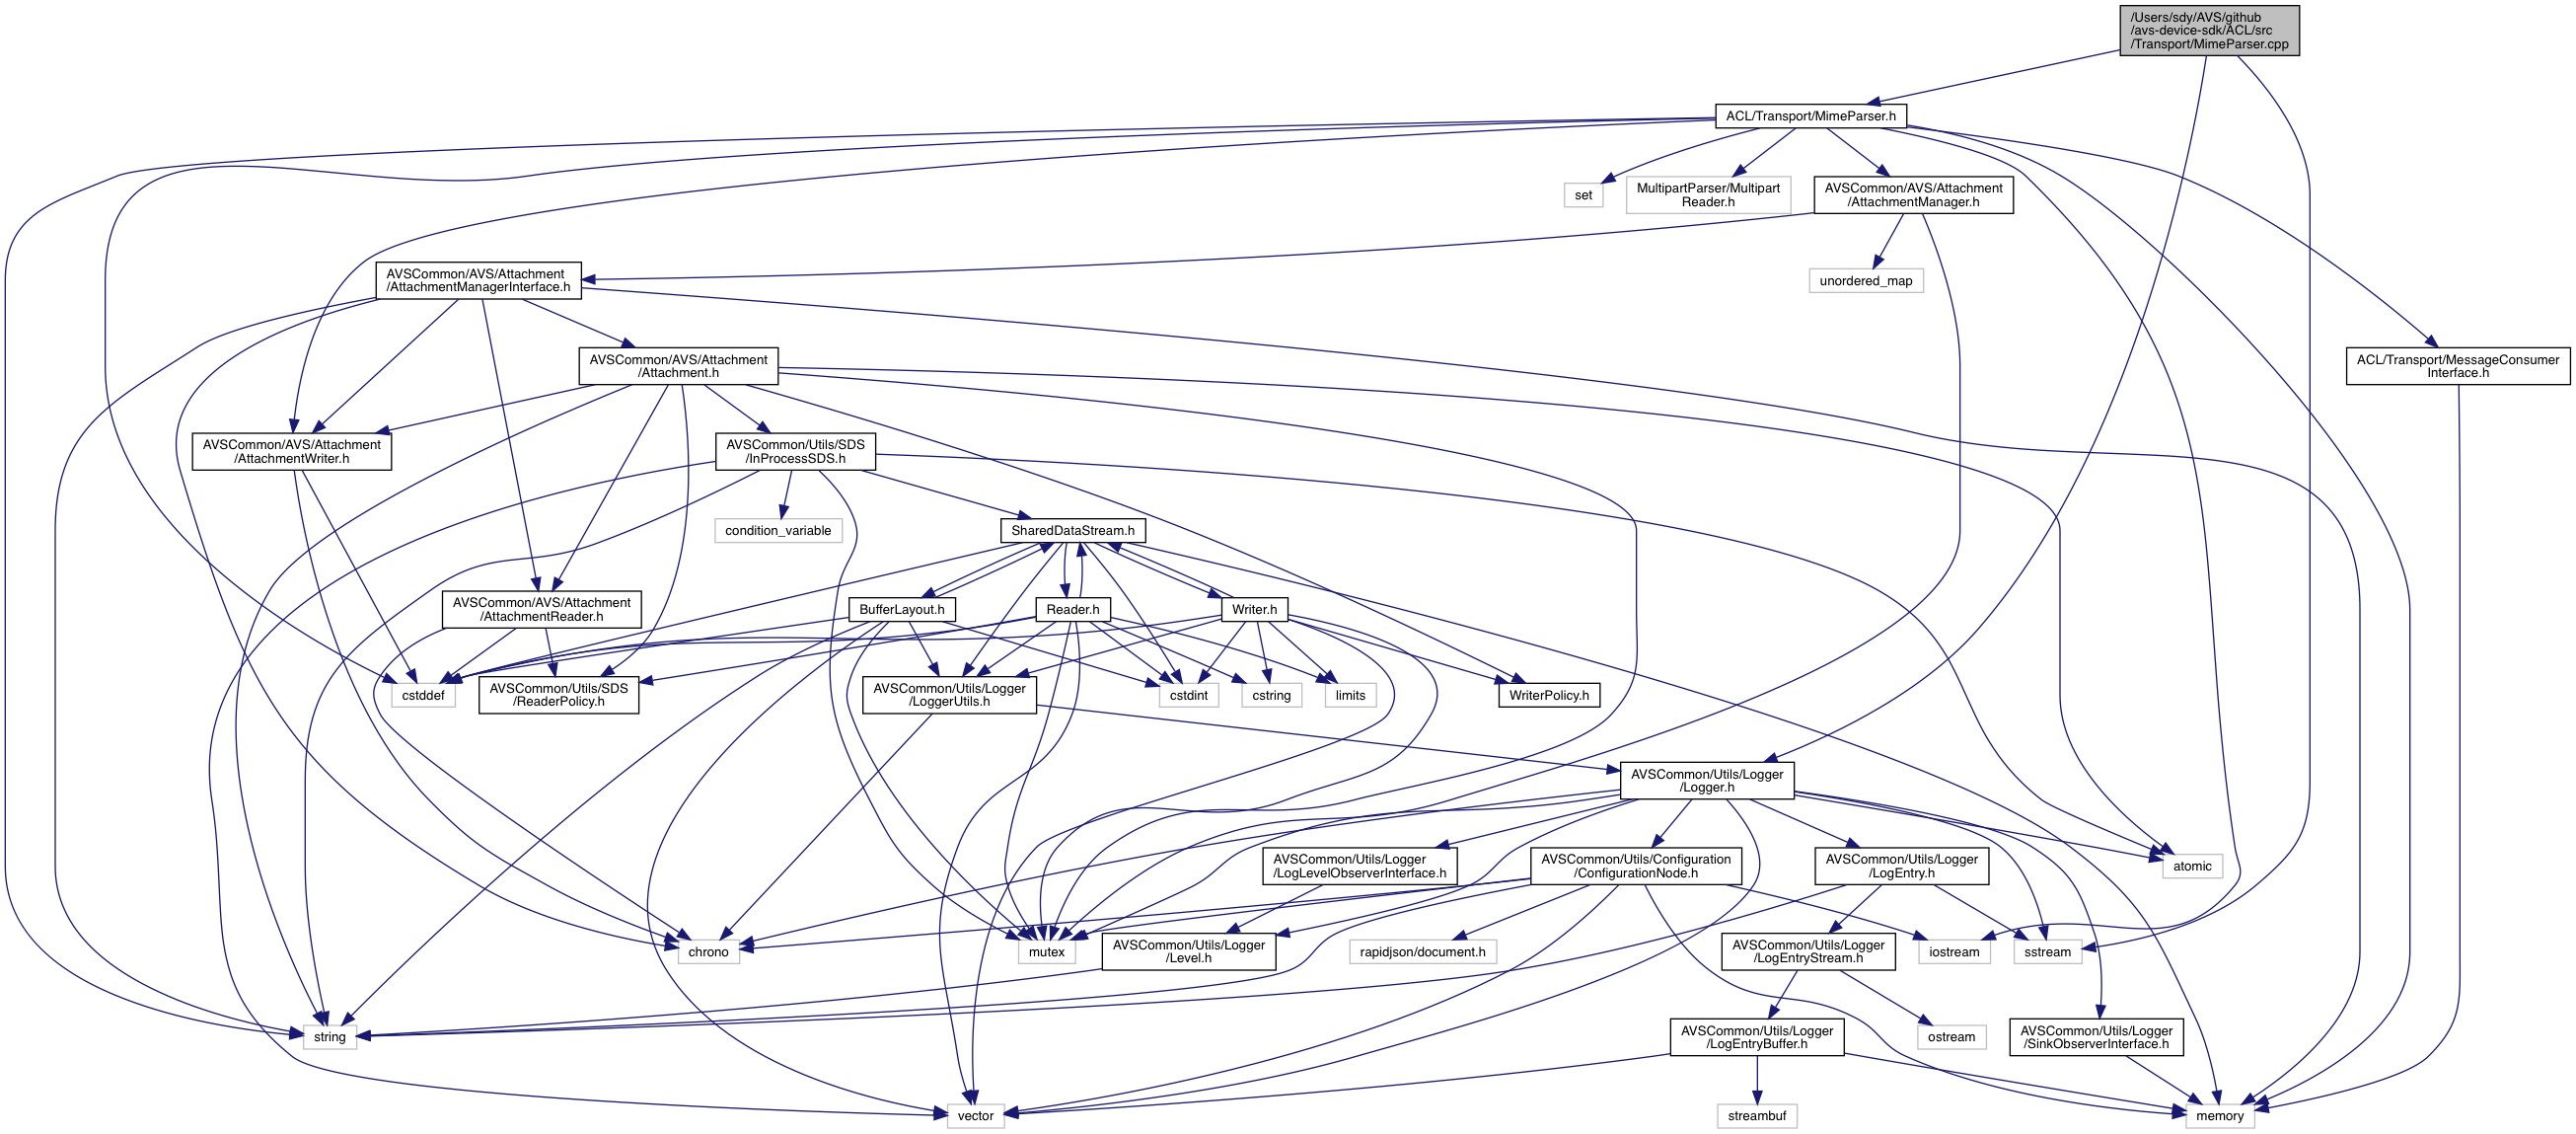 /Users/sdy/AVS/github
/avs-device-sdk/ACL/src
/Transport/MimeParser.cpp
ACL/Transport/MimeParser.h
set
MultipartParser/Multipart
Reader.h
AVSCommon/AVS/Attachment
/AttachmentManager.h
AVSCommon/AVS/Attachment
/AttachmentManagerInterface.h
unordered_map
AVSCommon/AVS/Attachment
/Attachment.h
ACL/Transport/MessageConsumer
Interface.h
AVSCommon/AVS/Attachment
/AttachmentWriter.h
AVSCommon/Utils/SDS
/InProcessSDS.h
condition_variable
SharedDataStream.h
AVSCommon/AVS/Attachment
/AttachmentReader.h
BufferLayout.h
Reader.h
Writer.h
cstddef
AVSCommon/Utils/SDS
/ReaderPolicy.h
AVSCommon/Utils/Logger
/LoggerUtils.h
cstdint
cstring
limits
WriterPolicy.h
AVSCommon/Utils/Logger
/Logger.h
AVSCommon/Utils/Logger
/LogLevelObserverInterface.h
AVSCommon/Utils/Configuration
/ConfigurationNode.h
AVSCommon/Utils/Logger
/LogEntry.h
atomic
chrono
mutex
AVSCommon/Utils/Logger
/Level.h
rapidjson/document.h
AVSCommon/Utils/Logger
/LogEntryStream.h
iostream
sstream
string
AVSCommon/Utils/Logger
/LogEntryBuffer.h
ostream
AVSCommon/Utils/Logger
/SinkObserverInterface.h
vector
streambuf
memory